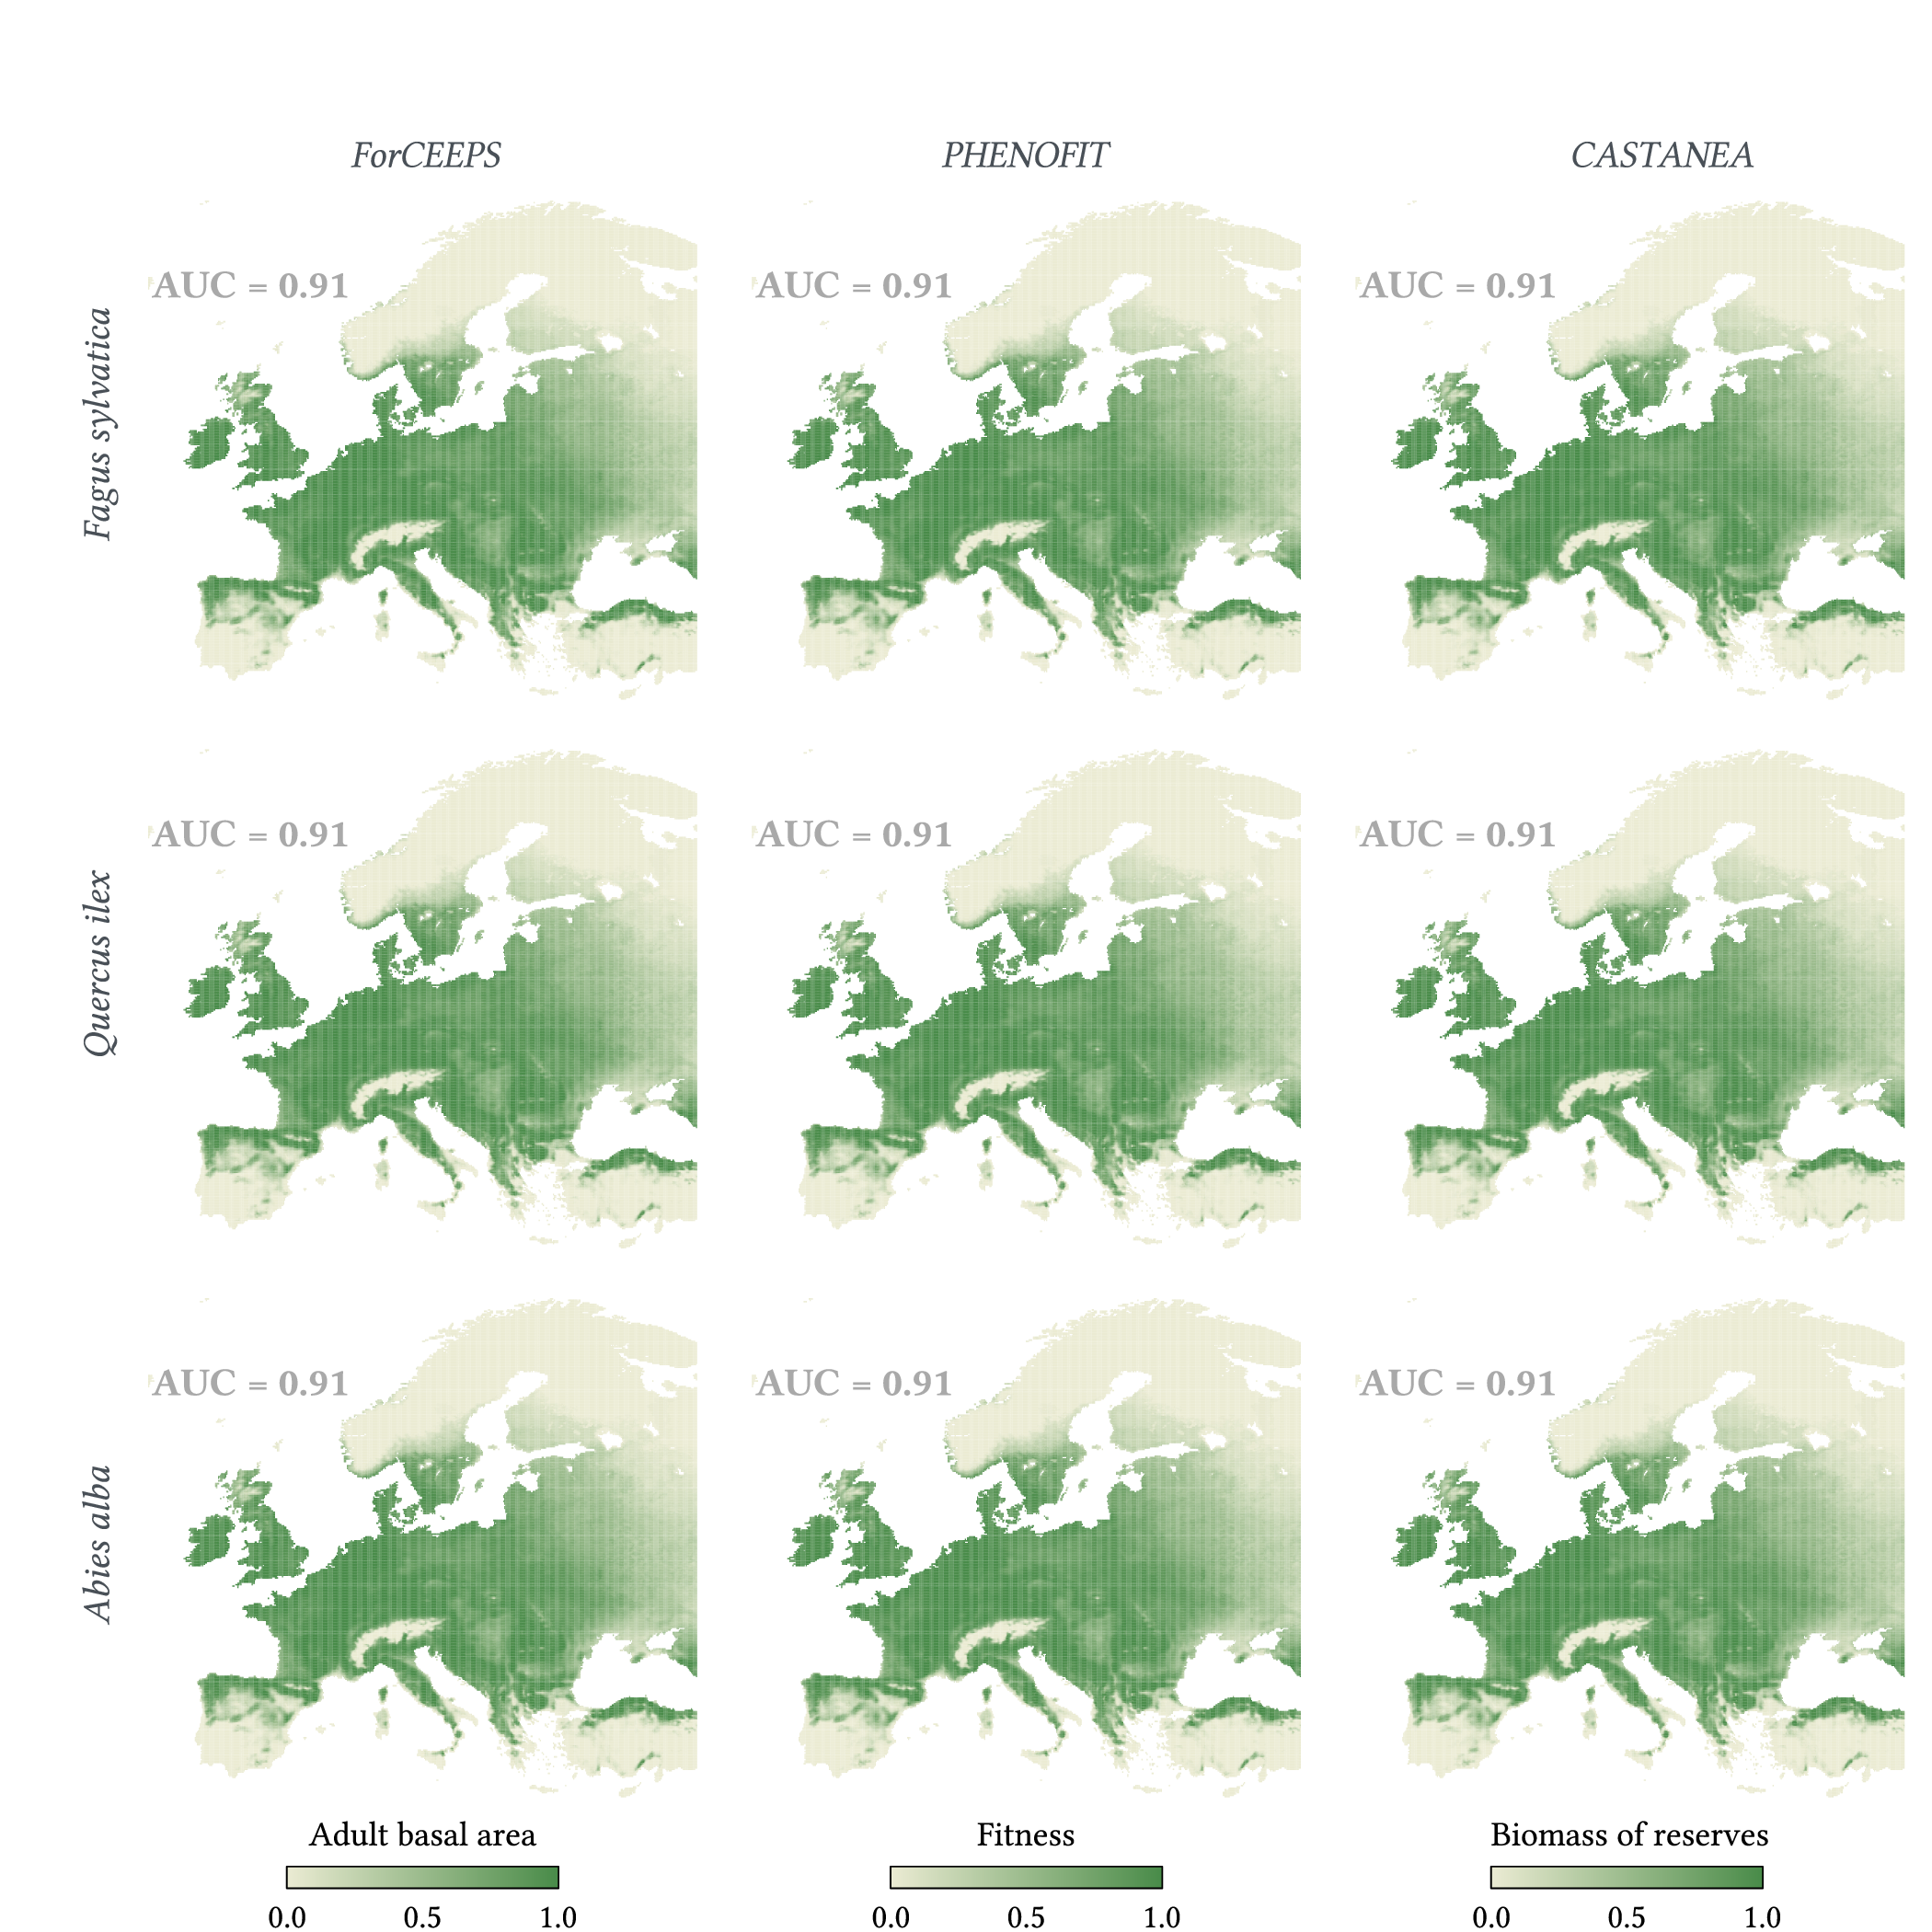 ForCEEPS
PHENOFIT
CASTANEA
Fagus sylvatica
AUC = 0.91
AUC = 0.91
AUC = 0.91
Quercus ilex
AUC = 0.91
AUC = 0.91
AUC = 0.91
Abies alba
AUC = 0.91
AUC = 0.91
AUC = 0.91
Adult basal area
0.0 0.5 1.0
Fitness
0.0 0.5 1.0
Biomass of reserves
0.0 0.5 1.0